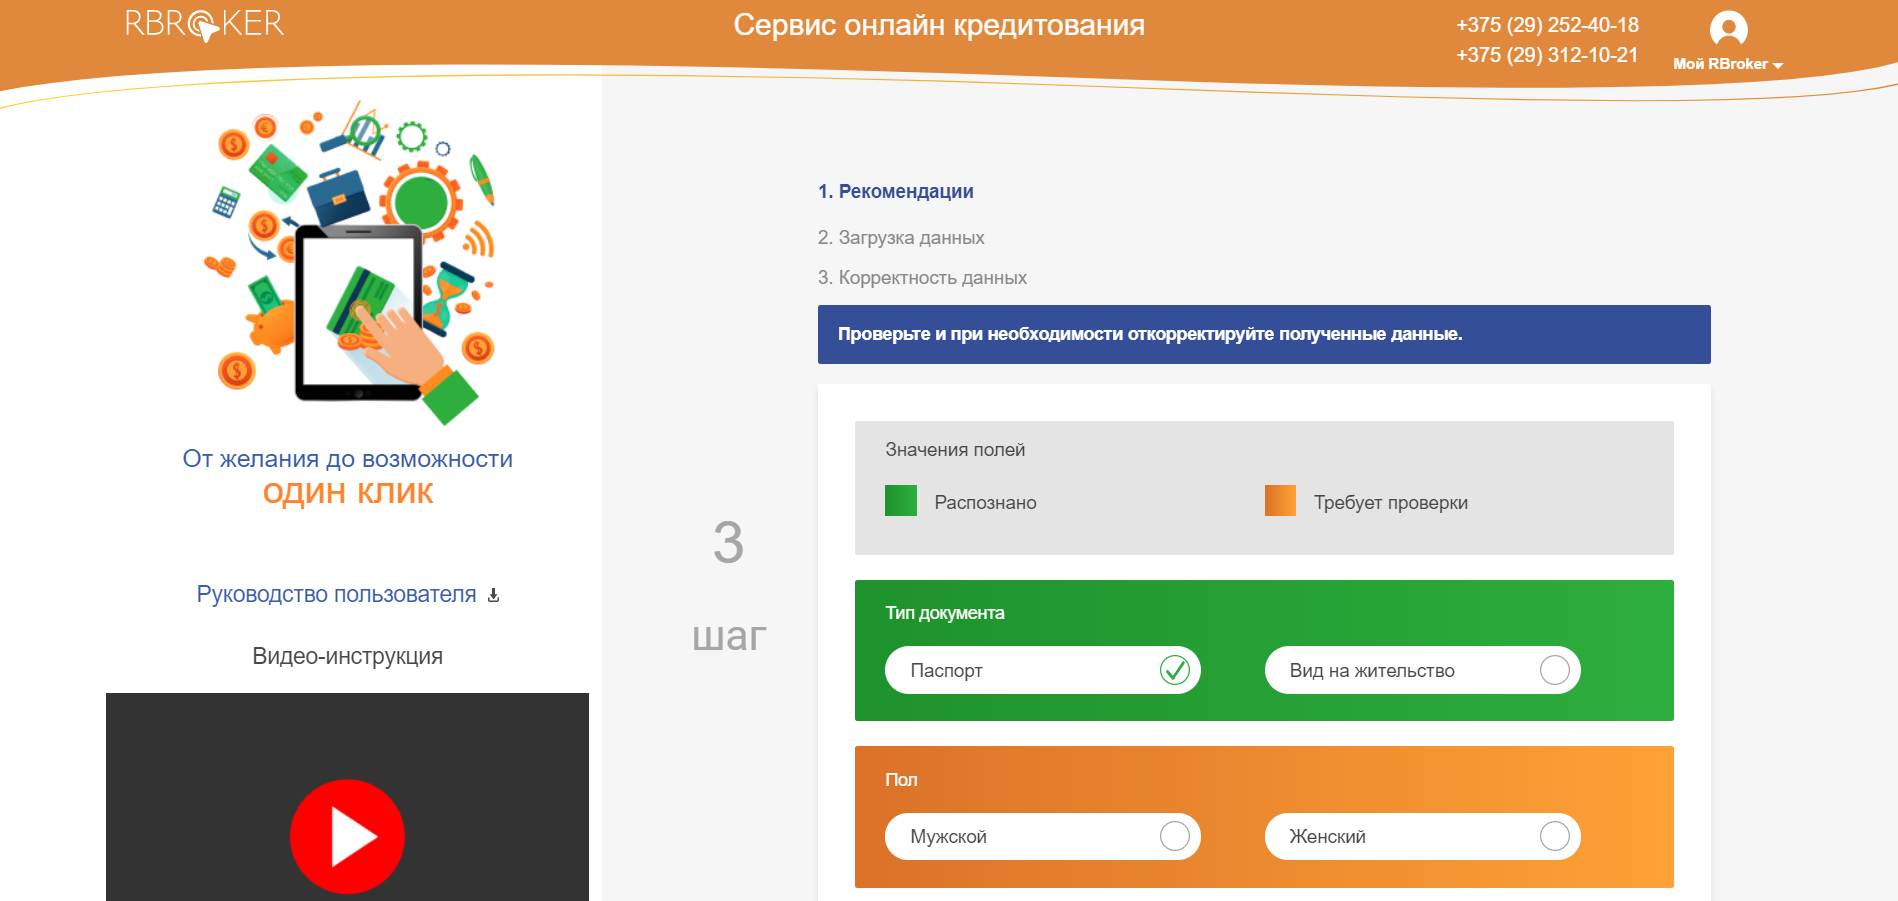 RBROKER
Сервис онлайн кредитования
+375 (29) 252-40-18
+375 (29) 312-10-21
Мой RBroker
От желания до возможности
один клик
Руководство пользователя
Видео-инструкция
3
шаг
1. Рекомендации
2. Загрузка данных
3. Корректность данных
Проверьте и при необходимости откорректируйте полученные данные.
Значения полей
Распознано
Требует проверки
Тип документа
Паспорт
Вид на жительство
Пол
Мужской
Женский